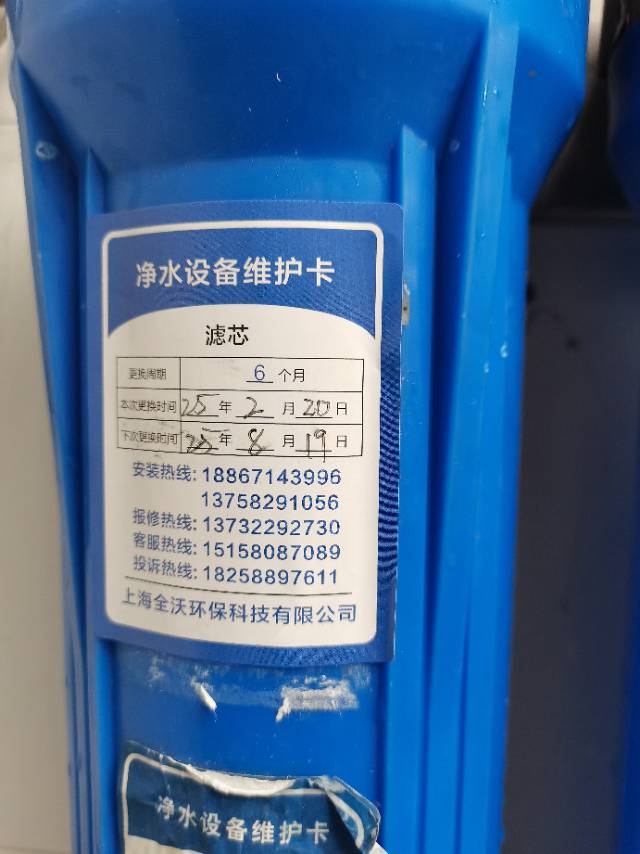 净水设备维护卡
滤芯
更换周期 6 个月
本次更换时间 25 年 2 月 20 日
下次更换时间 25 年 8 月 19 日
安装热线: 18867143996
13758291056
报修热线: 13732292730
客服热线: 15158087089
投诉热线: 18258897611
上海全沃环保科技有限公司
净水设备维护卡